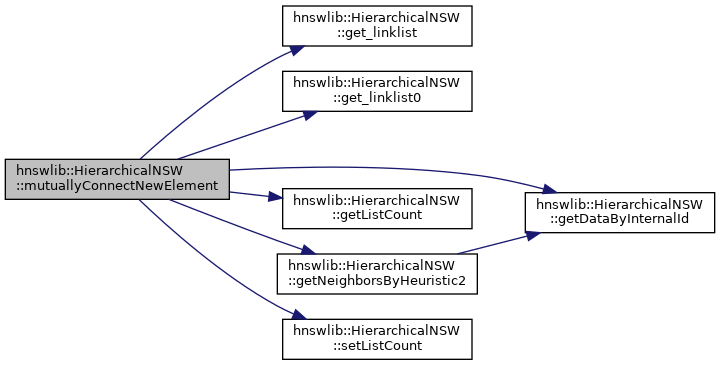 hnswlib::HierarchicalNSW
::get_linklist
hnswlib::HierarchicalNSW
::get_linklist0
hnswlib::HierarchicalNSW
::mutuallyConnectNewElement
hnswlib::HierarchicalNSW
::getListCount
hnswlib::HierarchicalNSW
::getDataByInternalId
hnswlib::HierarchicalNSW
::getNeighborsByHeuristic2
hnswlib::HierarchicalNSW
::setListCount